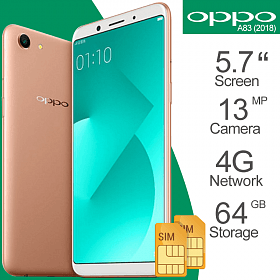 oppo
A83 (2018)
5.7“
Screen
13 MP
Camera
4G
Network
64 GB
Storage
01:10
oppo
SIM
SIM